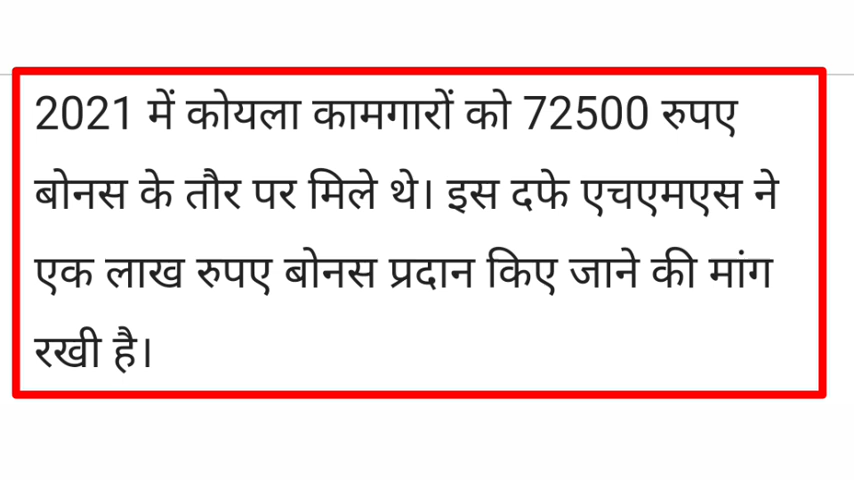 2021 में कोयला कामगारों को 72500 रुपए
बोनस के तौर पर मिले थे। इस दफे एचएमएस ने
एक लाख रुपए बोनस प्रदान किए जाने की मांग
रखी है।